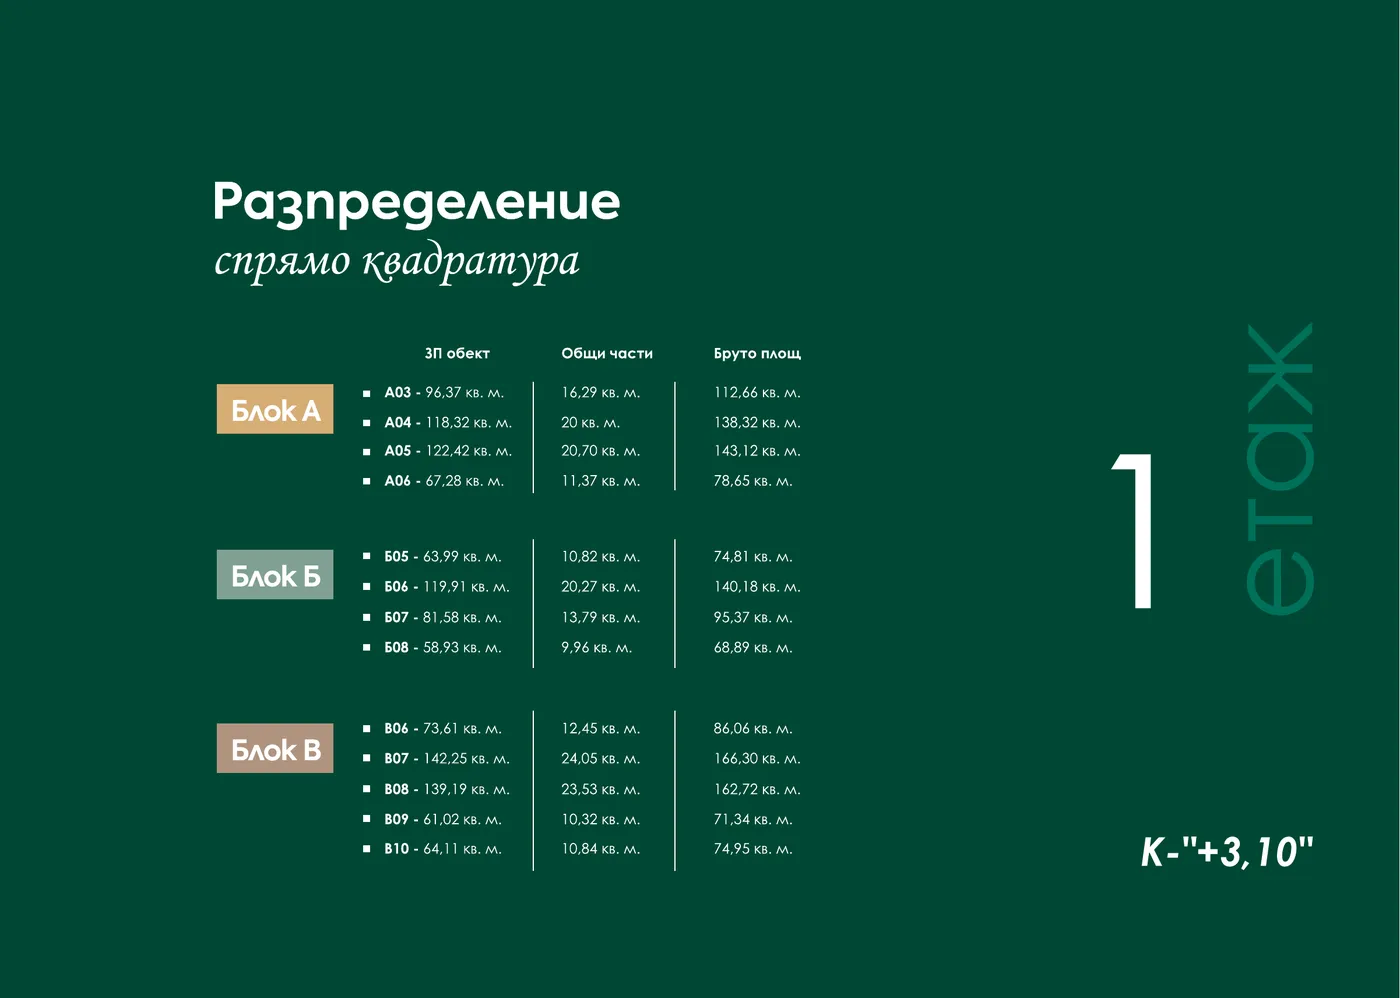 Разпределение
спрямо квадратура
ЗП обект Общи части Бруто площ
Блок А
А03 - 96,37 кв. м. 16,29 кв. м. 112,66 кв. м.
А04 - 118,32 кв. м. 20 кв. м. 138,32 кв. м.
А05 - 122,42 кв. м. 20,70 кв. м. 143,12 кв. м.
А06 - 67,28 кв. м. 11,37 кв. м. 78,65 кв. м.
Блок Б
Б05 - 63,99 кв. м. 10,82 кв. м. 74,81 кв. м.
Б06 - 119,91 кв. м. 20,27 кв. м. 140,18 кв. м.
Б07 - 81,58 кв. м. 13,79 кв. м. 95,37 кв. м.
Б08 - 58,93 кв. м. 9,96 кв. м. 68,89 кв. м.
Блок В
В06 - 73,61 кв. м. 12,45 кв. м. 86,06 кв. м.
В07 - 142,25 кв. м. 24,05 кв. м. 166,30 кв. м.
В08 - 139,19 кв. м. 23,53 кв. м. 162,72 кв. м.
В09 - 61,02 кв. м. 10,32 кв. м. 71,34 кв. м.
В10 - 64,11 кв. м. 10,84 кв. м. 74,95 кв. м.
1
етаж
К-"+3,10"